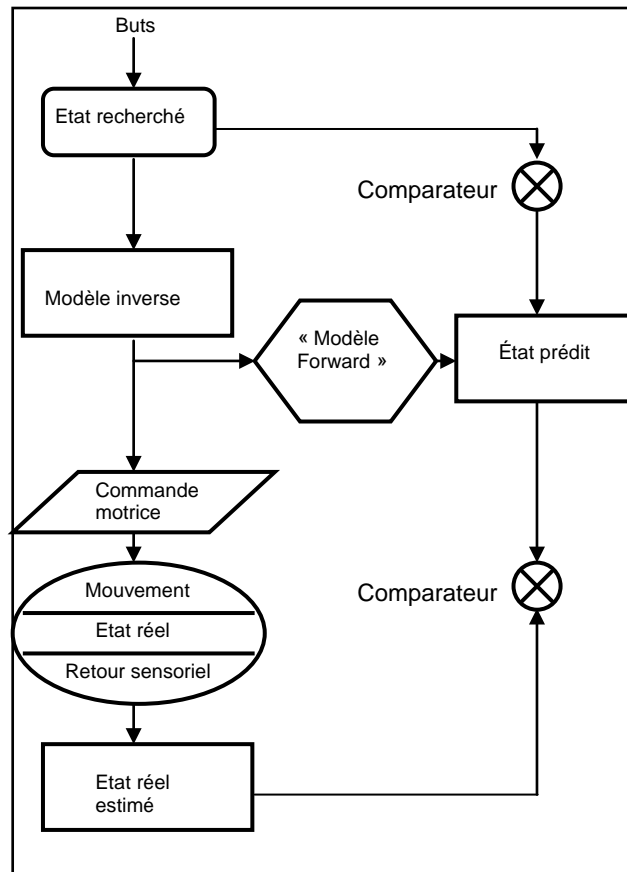 Buts
Etat recherché
Comparateur
Modèle inverse
« Modèle
Forward »
État prédit
Commande
motrice
Mouvement
Etat réel
Retour sensoriel
Comparateur
Etat réel
estimé